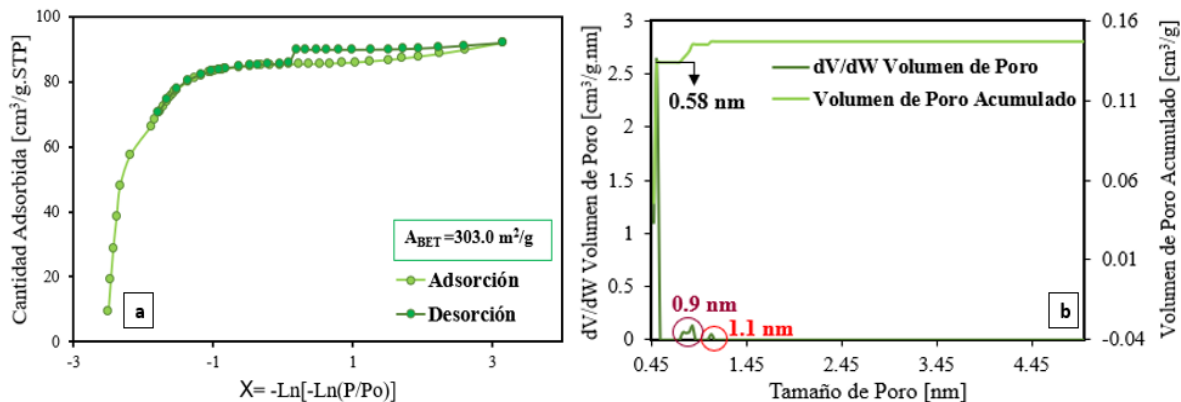 Cantidad Adsorbida [cm³/g.STP]
100
80
60
40
20
0
-3
-1
1
3
X= -Ln[-Ln(P/Po)]
A_BET =303.0 m²/g
Adsorción
Desorción
a
dV/dW Volumen de Poro [cm³/g.nm]
3
2.5
2
1.5
1
0.5
0
0.45
1.45
2.45
3.45
4.45
Tamaño de Poro [nm]
dV/dW Volumen de Poro
Volumen de Poro Acumulado
0.58 nm
0.9 nm
1.1 nm
b
0.16
0.11
0.06
0.01
-0.04
Volumen de Poro Acumulado [cm³/g]